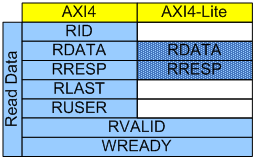 AXI4 AXI4-Lite
Read Data
RID
RDATA RDATA
RRESP RRESP
RLAST
RUSER
RVALID
WREADY